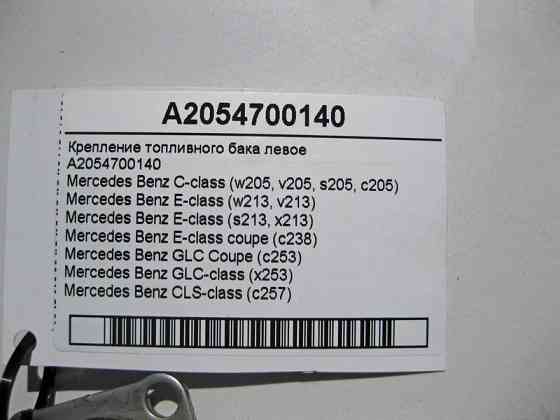 A2054700140
Крепление топливного бака левое
A2054700140
Mercedes Benz C-class (w205, v205, s205, c205)
Mercedes Benz E-class (w213, v213)
Mercedes Benz E-class (s213, x213)
Mercedes Benz E-class coupe (c238)
Mercedes Benz GLC Coupe (c253)
Mercedes Benz GLC-class (x253)
Mercedes Benz CLS-class (c257)